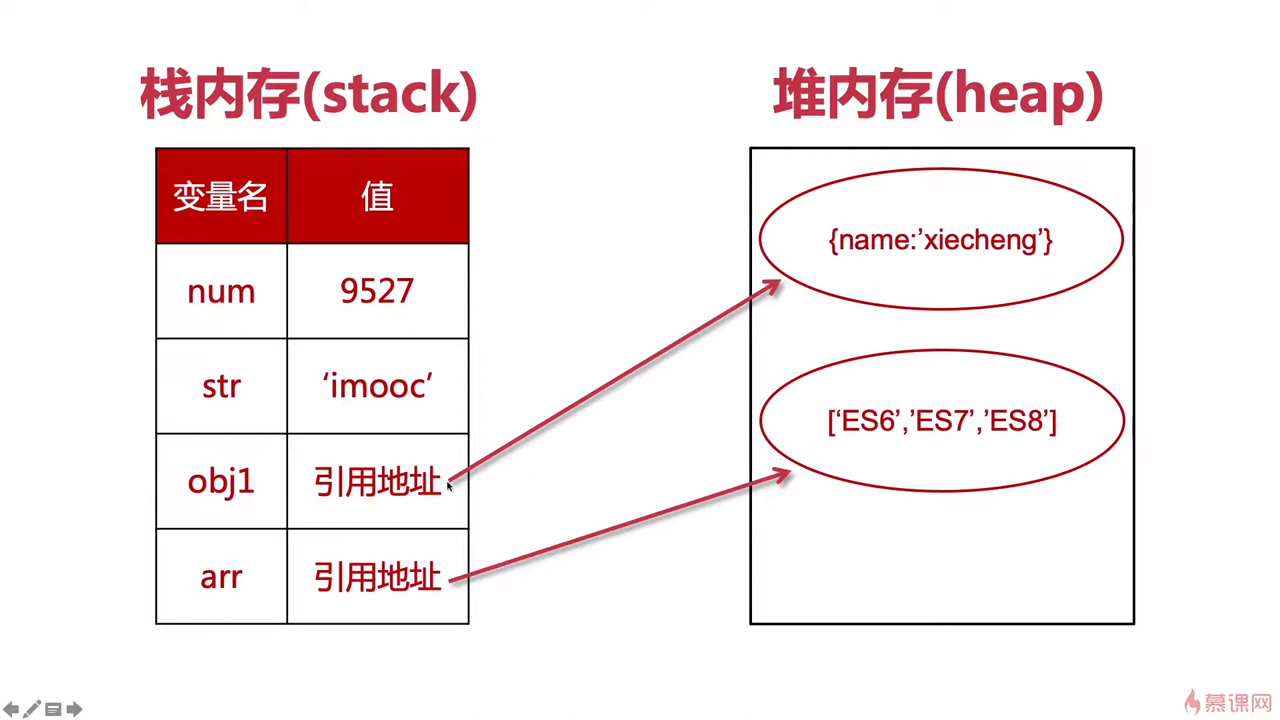 栈内存(stack)
堆内存(heap)
变量名 值
num 9527
str ‘imooc’
obj1 引用地址
arr 引用地址
{name:’xiecheng’}
[‘ES6’,’ES7’,’ES8’]
慕课网